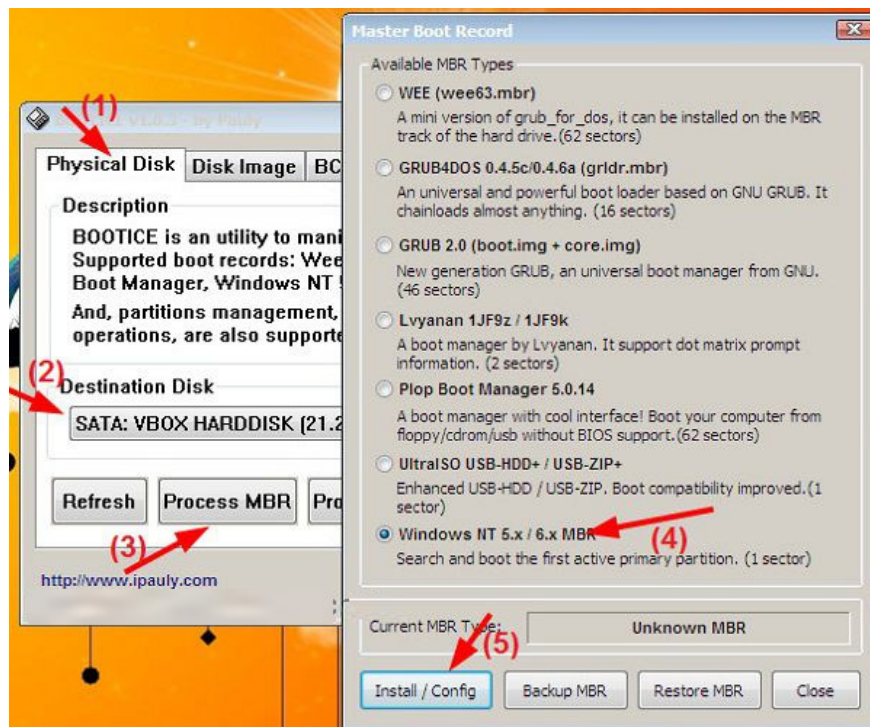 (1)
BOOTICE v1.0.3 - by Pauly
Physical Disk
Disk Image
BC
Description
BOOTICE is an utility to mani
Supported boot records: Wee
Boot Manager, Windows NT
And, partitions management,
operations, are also supporte
(2)
Destination Disk
SATA: VBOX HARDDISK (21.2
Refresh
Process MBR
Pro
(3)
http://www.ipauly.com
Master Boot Record
Available MBR Types
WEE (wee63.mbr)
A mini version of grub_for_dos, it can be installed on the MBR
track of the hard drive.(62 sectors)
GRUB4DOS 0.4.5c/0.4.6a (grldr.mbr)
An universal and powerful boot loader based on GNU GRUB. It
chainloads almost anything. (16 sectors)
GRUB 2.0 (boot.img + core.img)
New generation GRUB, an universal boot manager from GNU.
(46 sectors)
Lvyanan 1JF9z / 1JF9k
A boot manager by Lvyanan. It support dot matrix prompt
information. (2 sectors)
Plop Boot Manager 5.0.14
A boot manager with cool interface! Boot your computer from
floppy/cdrom/usb without BIOS support.(62 sectors)
UltraISO USB-HDD+ / USB-ZIP+
Enhanced USB-HDD / USB-ZIP. Boot compatibility improved.(1
sector)
Windows NT 5.x / 6.x MBR
(4)
Search and boot the first active primary partition. (1 sector)
Current MBR Type:
Unknown MBR
(5)
Install / Config
Backup MBR
Restore MBR
Close